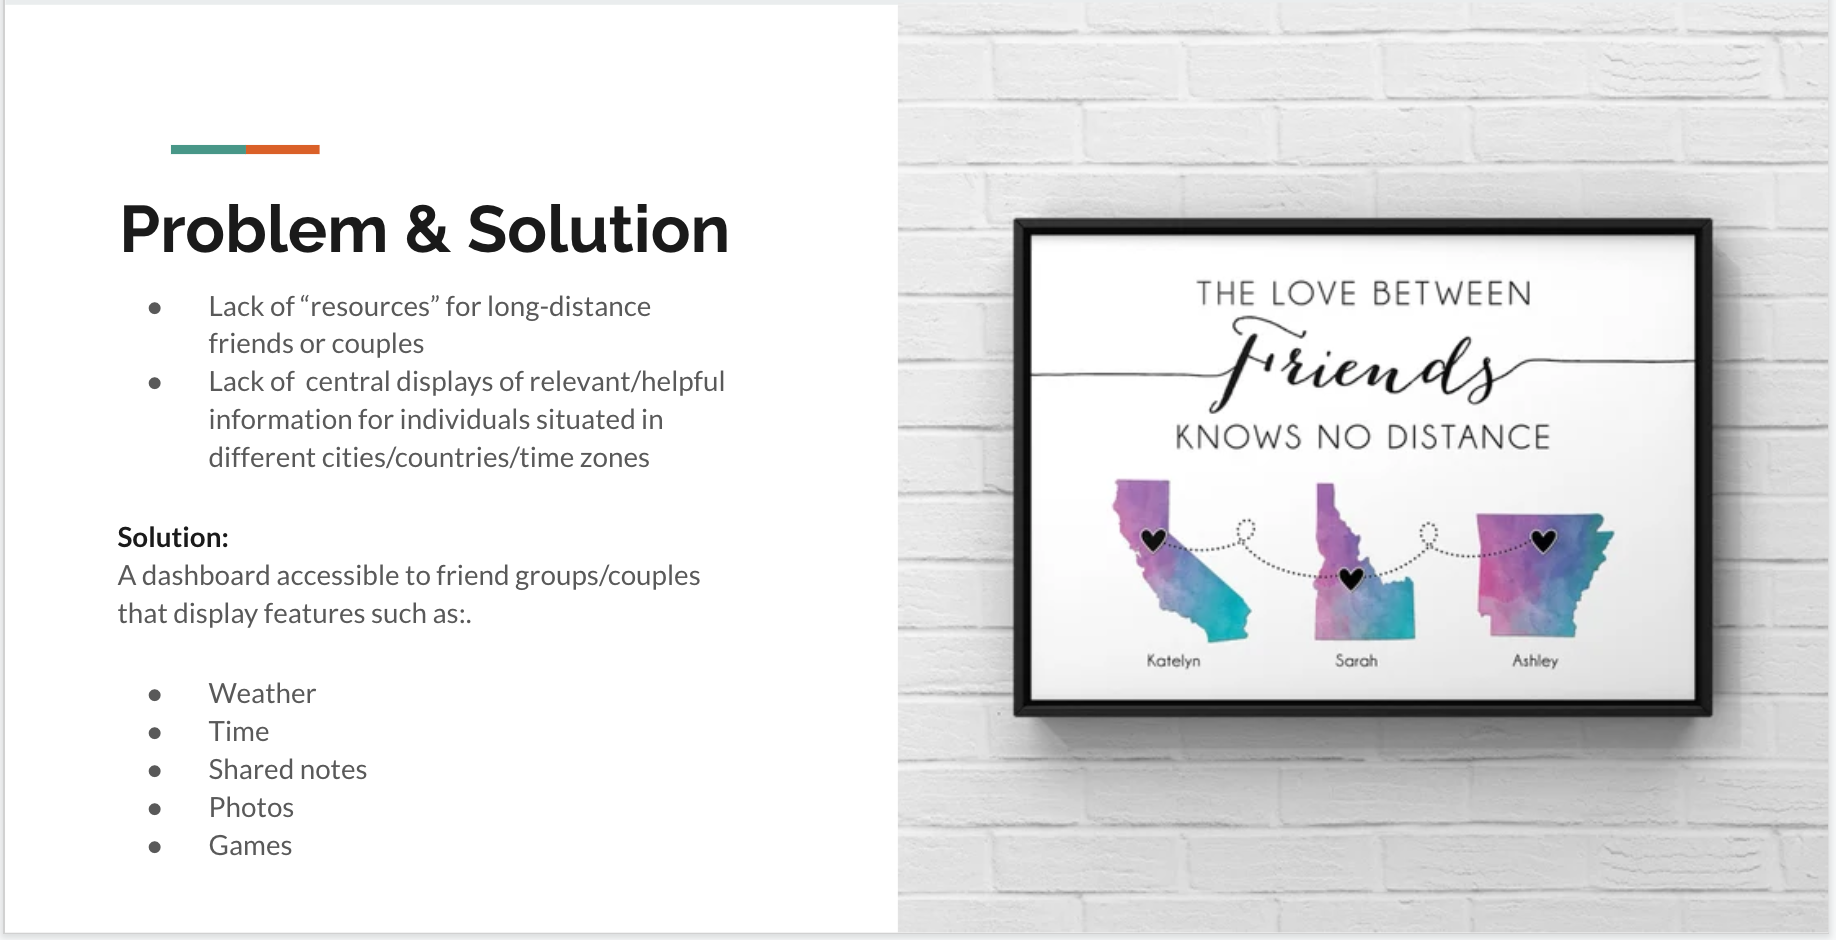 Problem & Solution
● Lack of “resources” for long-distance
friends or couples
● Lack of  central displays of relevant/helpful
information for individuals situated in
different cities/countries/time zones
Solution:
A dashboard accessible to friend groups/couples
that display features such as:.
● Weather
● Time
● Shared notes
● Photos
● Games
THE LOVE BETWEEN
Friends
KNOWS NO DISTANCE
Katelyn Sarah Ashley